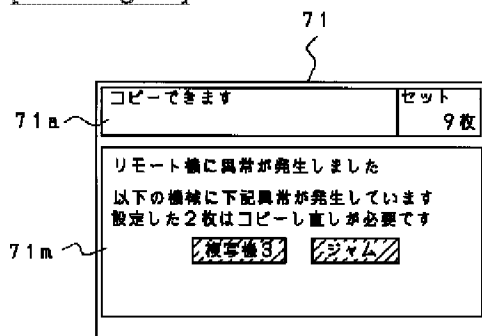 71
コピーできます
セット
9枚
71a
リモート機に異常が発生しました
以下の機械に下記異常が発生しています
設定した2枚はコピーし直しが必要です
71m
複写機3 ジャム